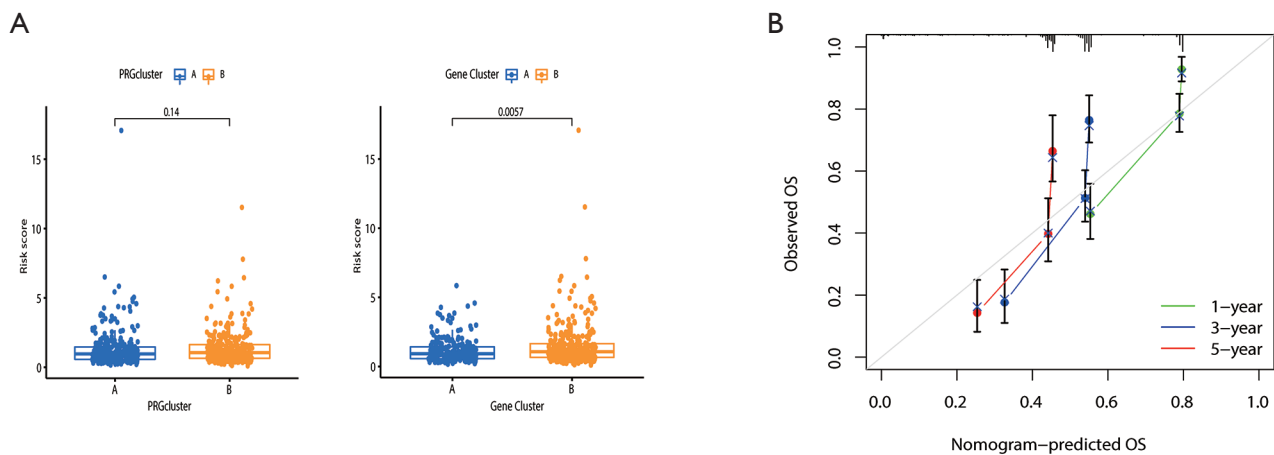 A
B
PRGcluster A B
Gene Cluster A B
0.14
0.0057
15
10
5
0
Risk score
A B
PRGcluster
15
10
5
0
Risk score
A B
Gene Cluster
1.0
0.8
0.6
0.4
0.2
0.0
Observed OS
1-year
3-year
5-year
0.0 0.2 0.4 0.6 0.8 1.0
Nomogram-predicted OS